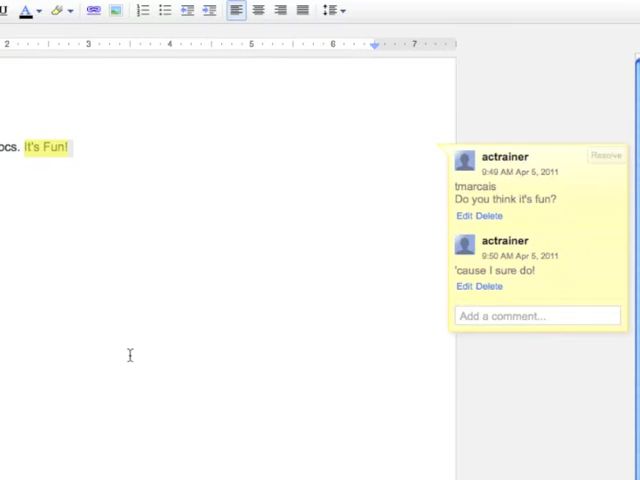 U A
2 3 4 5 6 7
ocs. It's Fun!
actrainer
Resolve
9:49 AM Apr 5, 2011
tmarcais
Do you think it's fun?
Edit Delete
actrainer
9:50 AM Apr 5, 2011
'cause I sure do!
Edit Delete
Add a comment...